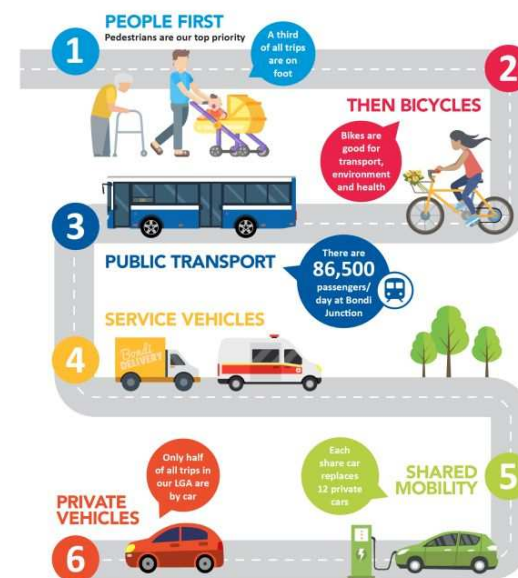 1
PEOPLE FIRST
Pedestrians are our top priority
A third
of all trips
are on
foot
2
THEN BICYCLES
Bikes are
good for
transport,
environment
and health
3
PUBLIC TRANSPORT
There are
86,500
passengers/
day at Bondi
Junction
SERVICE VEHICLES
4
Bondi
DELIVERY
Each
share car
replaces
12 private
cars
SHARED
MOBILITY
5
Only half
of all trips in
our LGA are
by car
PRIVATE
VEHICLES
6